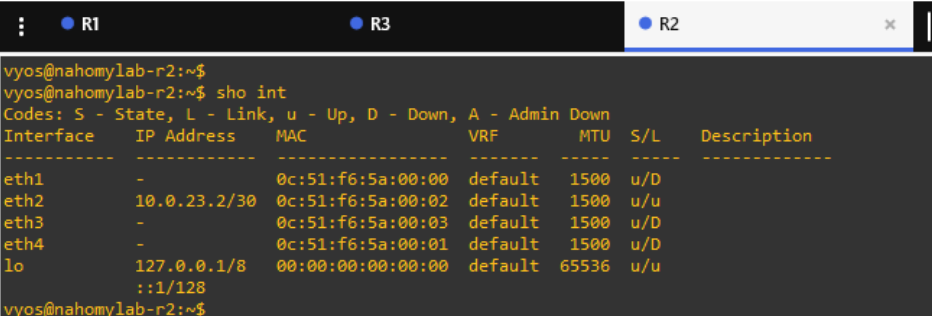 R1 R3 R2 ×
vyos@nahomylab-r2:~$
vyos@nahomylab-r2:~$ sho int
Codes: S - State, L - Link, u - Up, D - Down, A - Admin Down
Interface IP Address MAC VRF MTU S/L Description
----------- ------------ ----------------- ------- ----- ----- -------------
eth1 - 0c:51:f6:5a:00:00 default 1500 u/D
eth2 10.0.23.2/30 0c:51:f6:5a:00:02 default 1500 u/u
eth3 - 0c:51:f6:5a:00:03 default 1500 u/D
eth4 - 0c:51:f6:5a:00:01 default 1500 u/D
lo 127.0.0.1/8 00:00:00:00:00:00 default 65536 u/u
::1/128
vyos@nahomylab-r2:~$